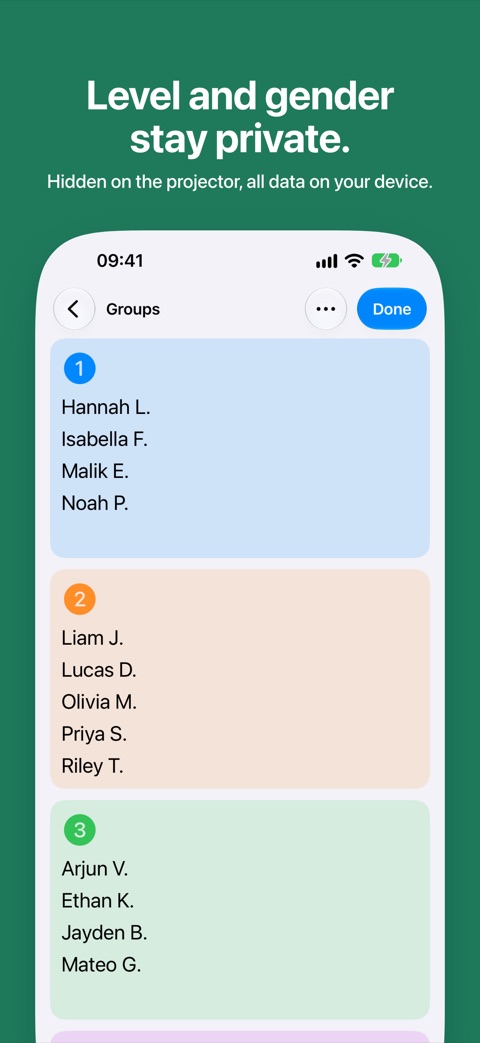 Level and gender
stay private.
Hidden on the projector, all data on your device.
09:41
Groups
Done
1
Hannah L.
Isabella F.
Malik E.
Noah P.
2
Liam J.
Lucas D.
Olivia M.
Priya S.
Riley T.
3
Arjun V.
Ethan K.
Jayden B.
Mateo G.